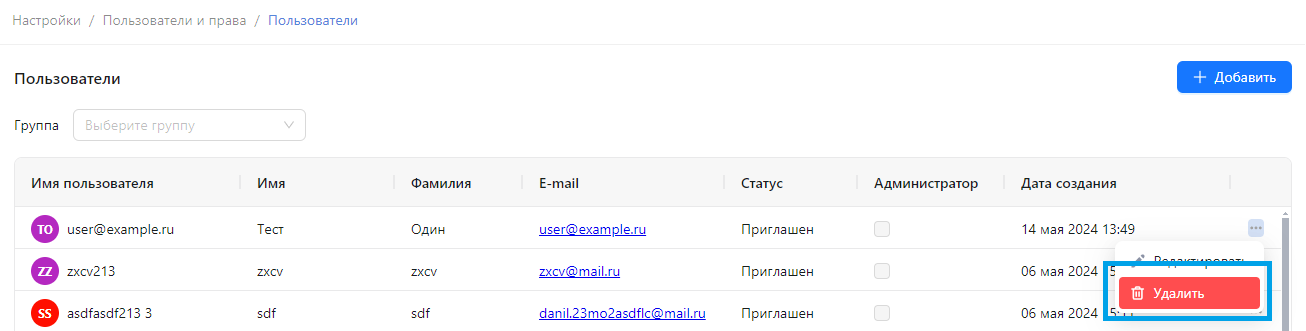 Настройки / Пользователи и права / Пользователи
Пользователи
Добавить
Группа Выберите группу
Имя пользователя Имя Фамилия E-mail Статус Администратор Дата создания
TO user@example.ru Тест Один user@example.ru Приглашен 14 мая 2024 13:49
Редактировать
ZZ zxcv213 zxcv zxcv zxcv@mail.ru Приглашен 06 мая 2024
Удалить
SS asdfasdf213 3 sdf sdf danil.23mo2asdflc@mail.ru Приглашен 06 мая 2024